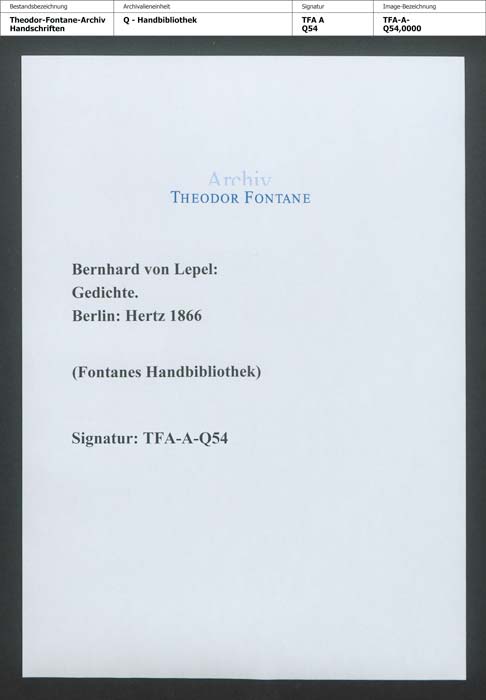 Bestandsbezeichnung
Theodor-Fontane-Archiv
Handschriften
Archivalieneinheit
Q - Handbibliothek
Signatur
TFA A
Q54
Image-Bezeichnung
TFA-A-
Q54,0000
Archiv
THEODOR FONTANE
Bernhard von Lepel:
Gedichte.
Berlin: Hertz 1866
(Fontanes Handbibliothek)
Signatur: TFA-A-Q54